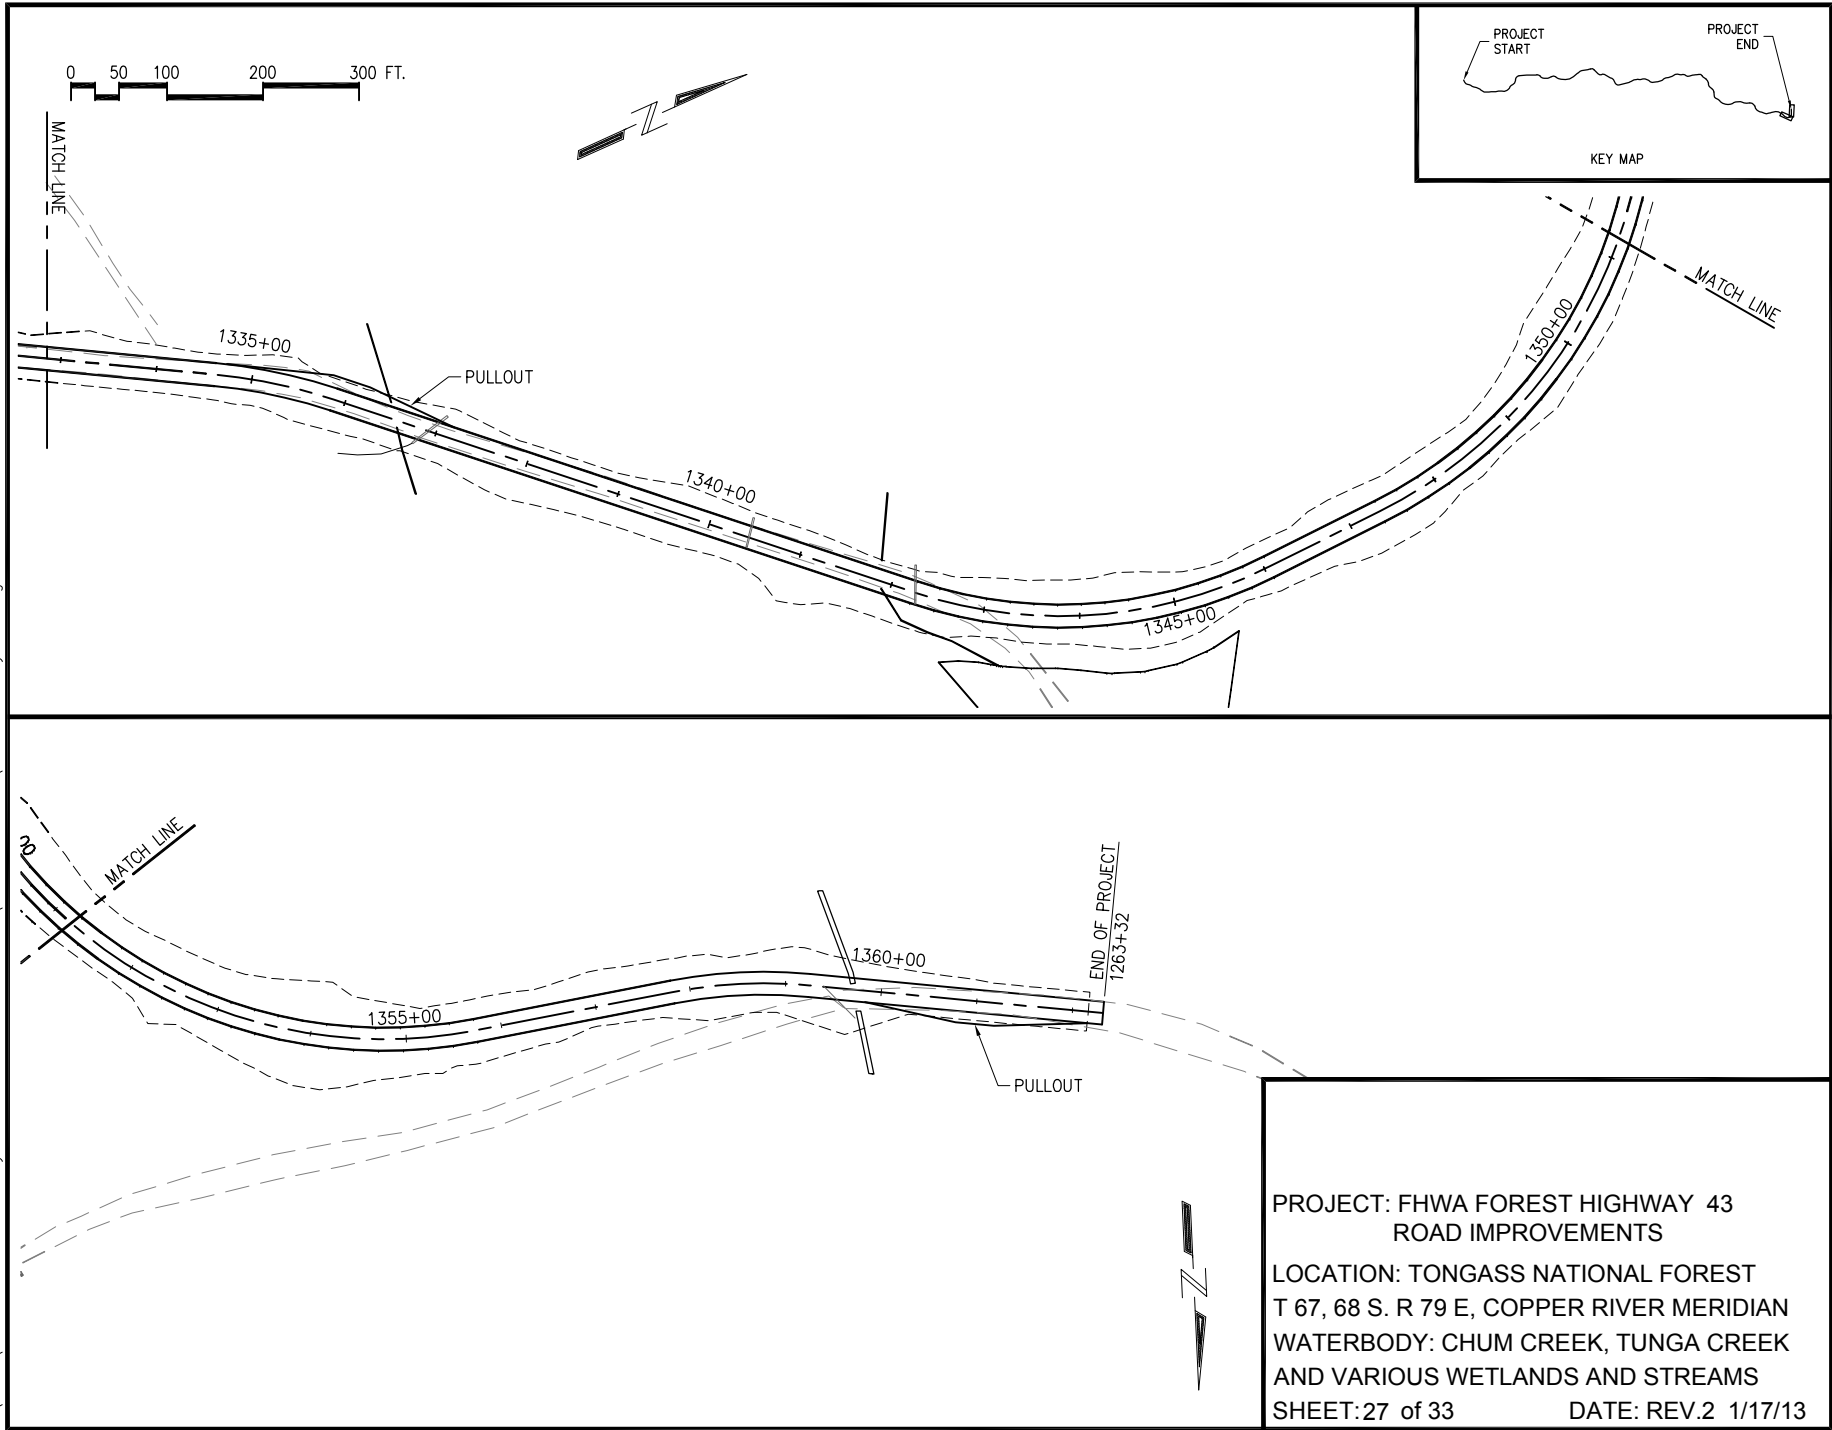 0 50 100 200 300 FT.
MATCH LINE
N
PROJECT
START
PROJECT
END
KEY MAP
MATCH LINE
1335+00
PULLOUT
1340+00
1345+00
1350+00
MATCH LINE
1355+00
1360+00
END OF PROJECT
1263+32
PULLOUT
N
PROJECT: FHWA FOREST HIGHWAY 43
ROAD IMPROVEMENTS
LOCATION: TONGASS NATIONAL FOREST
T 67, 68 S. R 79 E, COPPER RIVER MERIDIAN
WATERBODY: CHUM CREEK, TUNGA CREEK
AND VARIOUS WETLANDS AND STREAMS
SHEET: 27 of 33 DATE: REV.2 1/17/13